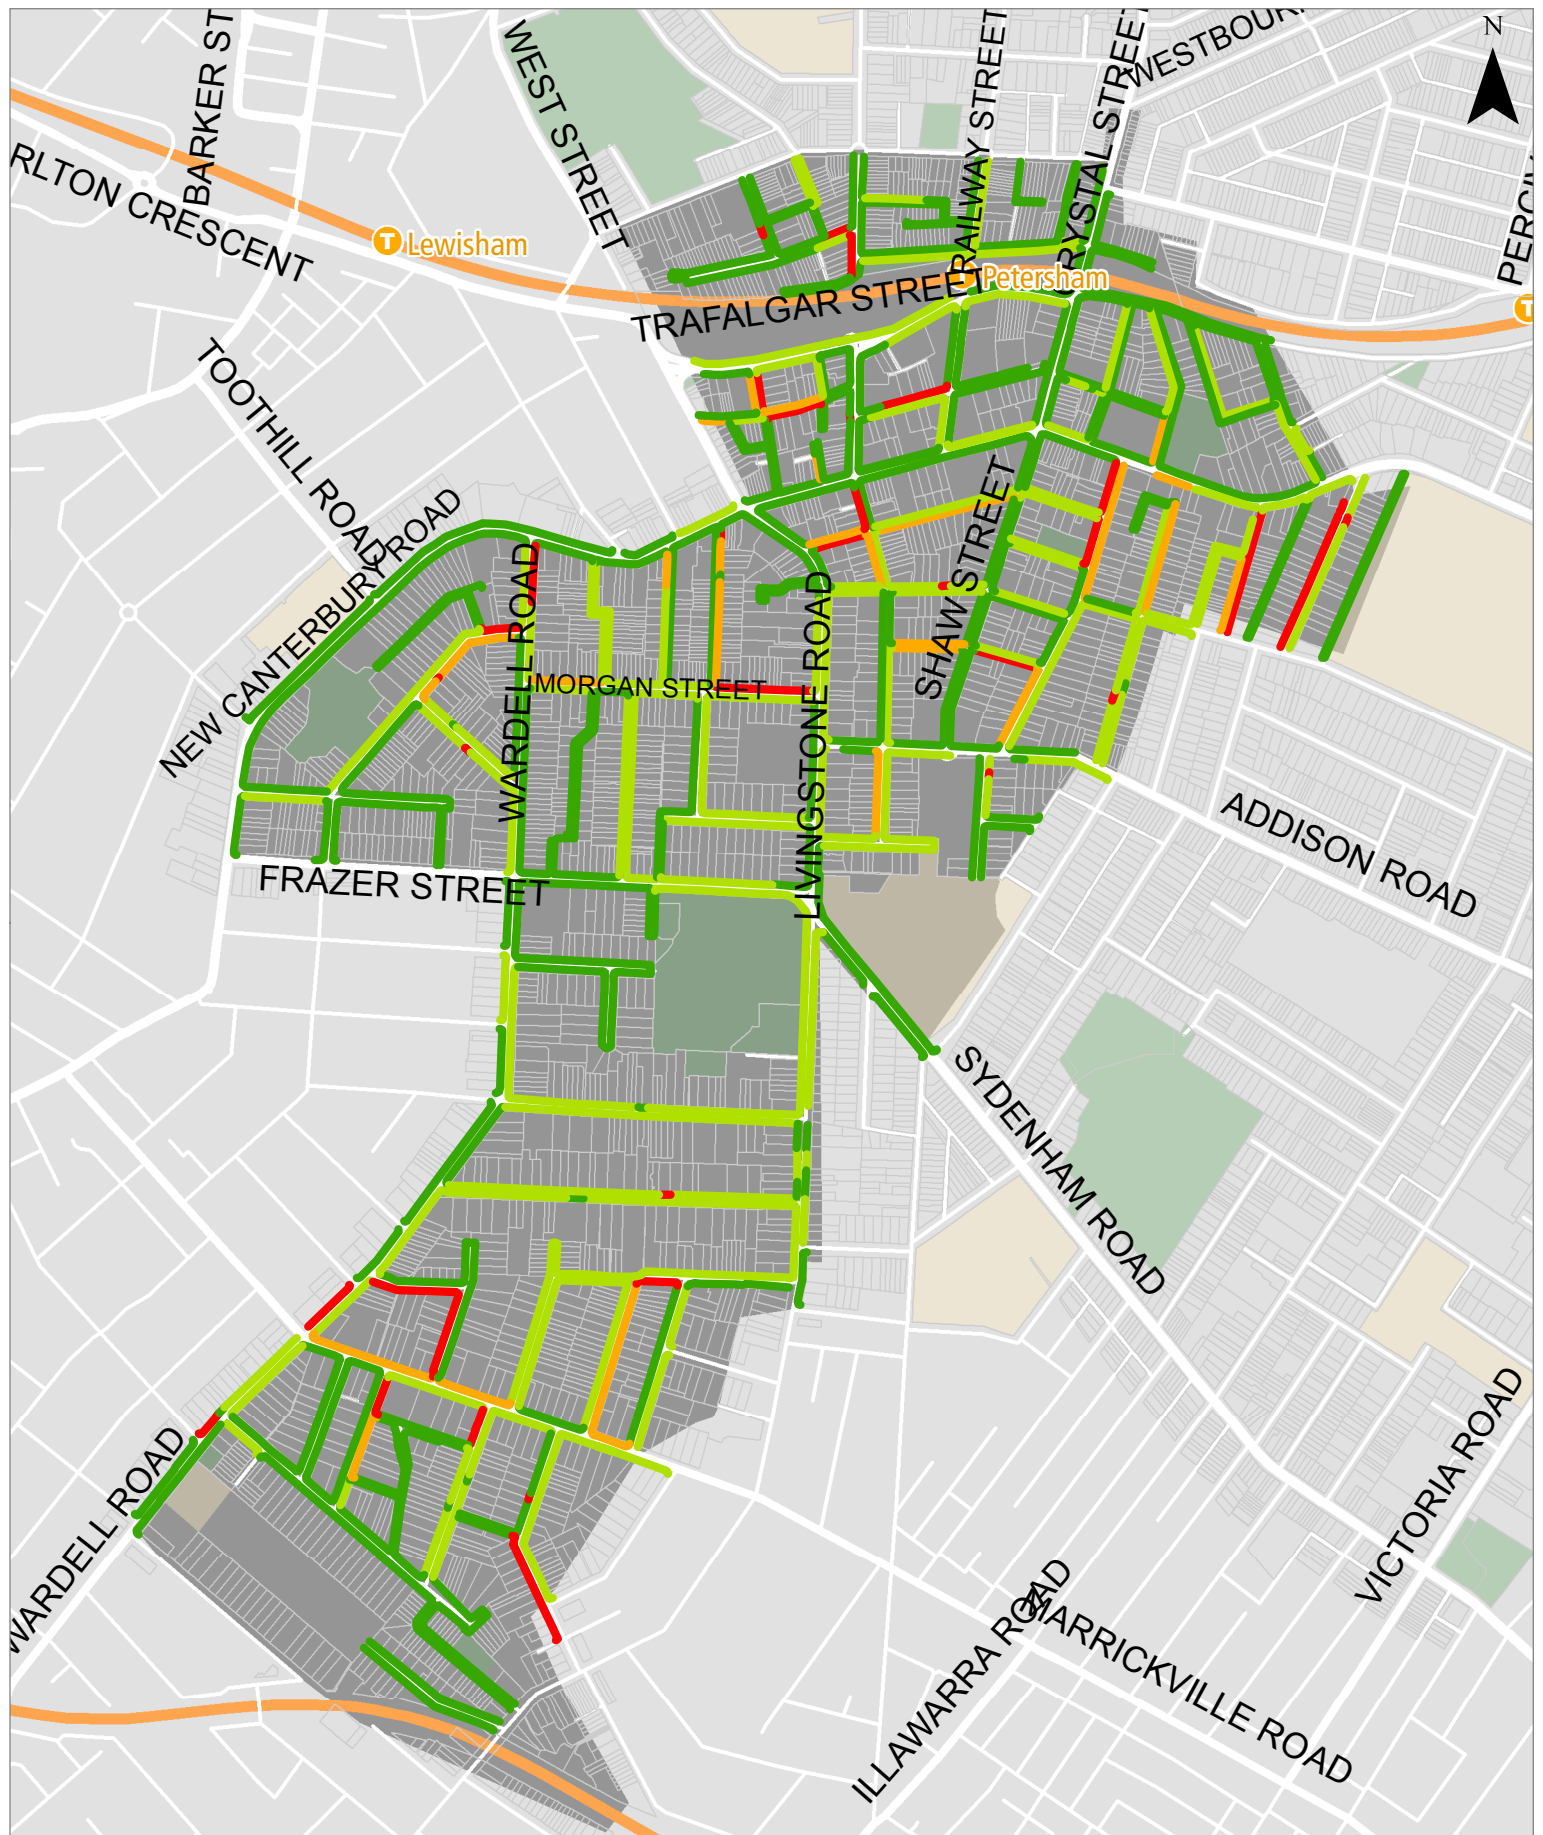 BARKER ST
WEST STREET
RAILWAY STREET
CRYSTAL STREET
WESTBOUR
N
RLTON CRESCENT
T Lewisham
PERCIV
TRAFALGAR STREET
Petersham
T
TOOTHILL ROAD
NEW CANTERBURY ROAD
WARDELL ROAD
MORGAN STREET
LIVINGSTONE ROAD
SHAW STREET
FRAZER STREET
ADDISON ROAD
SYDENHAM ROAD
WARDELL ROAD
VICTORIA ROAD
ILLAWARRA ROAD
MARRICKVILLE ROAD